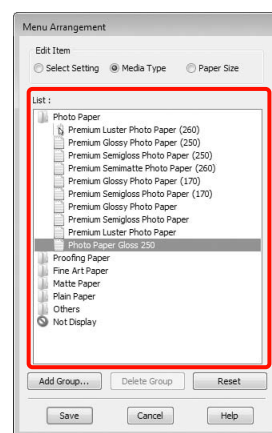 Menu Arrangement
Edit Item
Select Setting Media Type Paper Size
List :
Photo Paper
Premium Luster Photo Paper (260)
Premium Glossy Photo Paper (250)
Premium Semigloss Photo Paper (250)
Premium Semimatte Photo Paper (260)
Premium Glossy Photo Paper (170)
Premium Semigloss Photo Paper (170)
Premium Glossy Photo Paper
Premium Semigloss Photo Paper
Premium Luster Photo Paper
Photo Paper Gloss 250
Proofing Paper
Fine Art Paper
Matte Paper
Plain Paper
Others
Not Display
Add Group... Delete Group Reset
Save Cancel Help